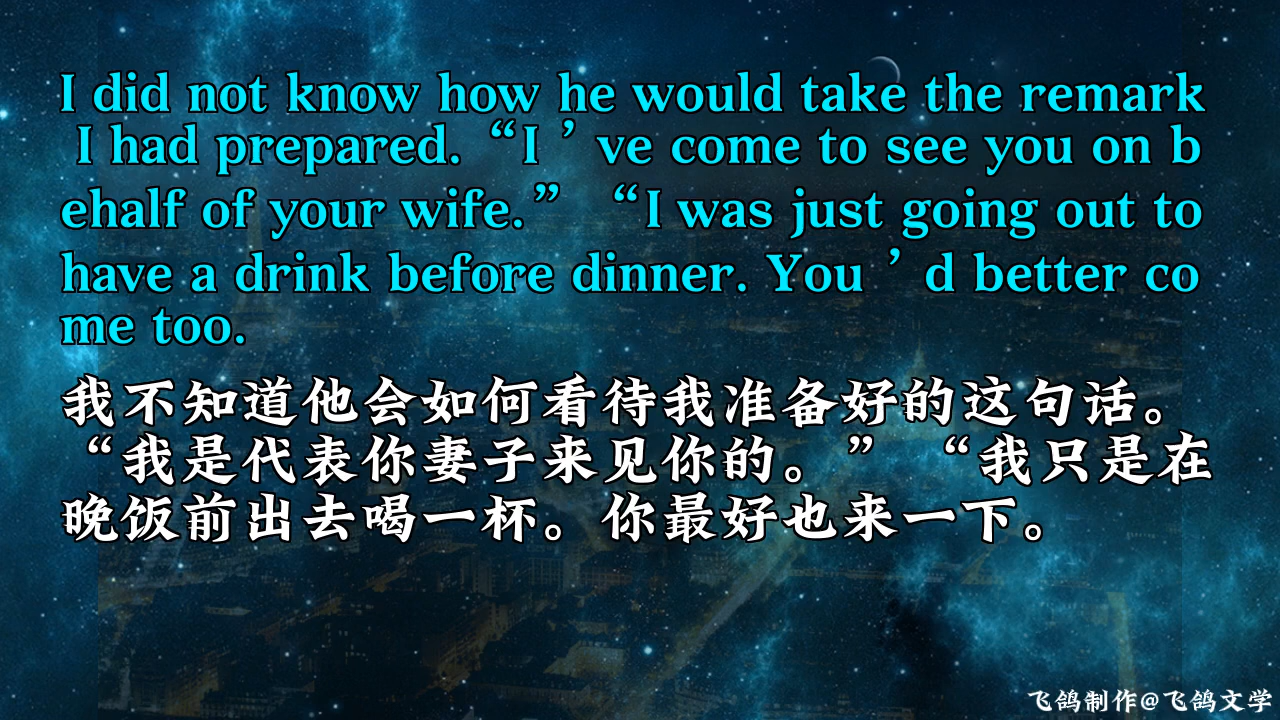 I did not know how he would take the remark
I had prepared. “I ’ ve come to see you on b
ehalf of your wife.” “I was just going out to
have a drink before dinner. You ’ d better co
me too.
我不知道他会如何看待我准备好的这句话。
“我是代表你妻子来见你的。” “我只是在
晚饭前出去喝一杯。你最好也来一下。
飞鸽制作@飞鸽文学